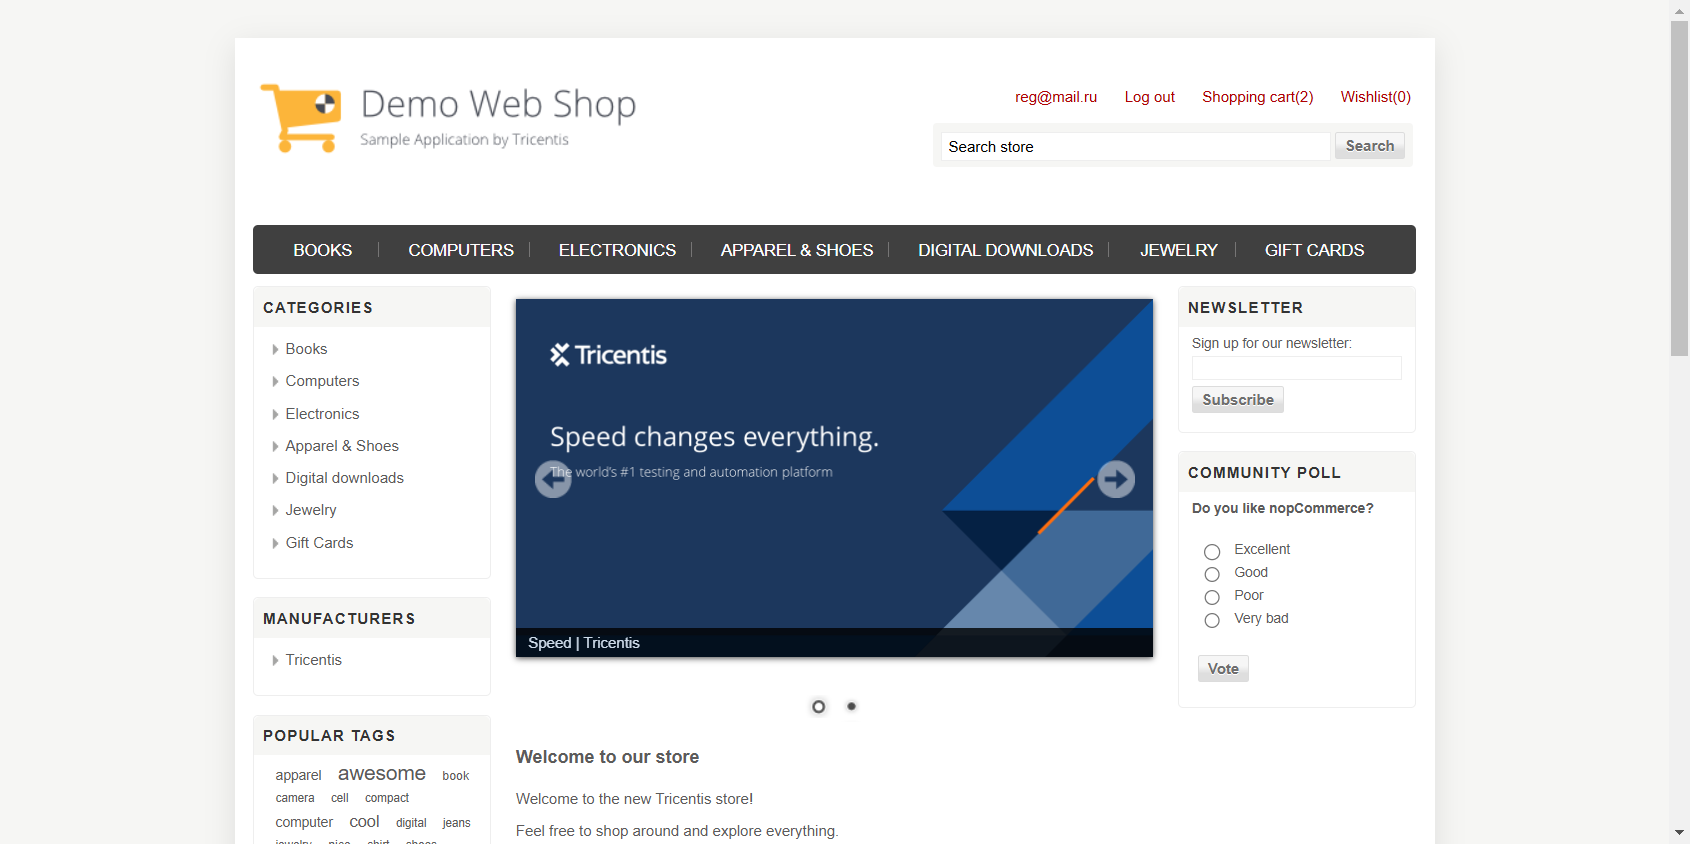 Demo Web Shop
Sample Application by Tricentis
reg@mail.ru Log out Shopping cart(2) Wishlist(0)
Search store Search
BOOKS COMPUTERS ELECTRONICS APPAREL & SHOES DIGITAL DOWNLOADS JEWELRY GIFT CARDS
CATEGORIES
Books
Computers
Electronics
Apparel & Shoes
Digital downloads
Jewelry
Gift Cards
MANUFACTURERS
Tricentis
POPULAR TAGS
apparel awesome book
camera cell compact
computer cool digital jeans
jewelry nice shirt shoes
Tricentis
Speed changes everything.
The world's #1 testing and automation platform
Speed | Tricentis
Welcome to our store
Welcome to the new Tricentis store!
Feel free to shop around and explore everything.
NEWSLETTER
Sign up for our newsletter:
Subscribe
COMMUNITY POLL
Do you like nopCommerce?
Excellent
Good
Poor
Very bad
Vote